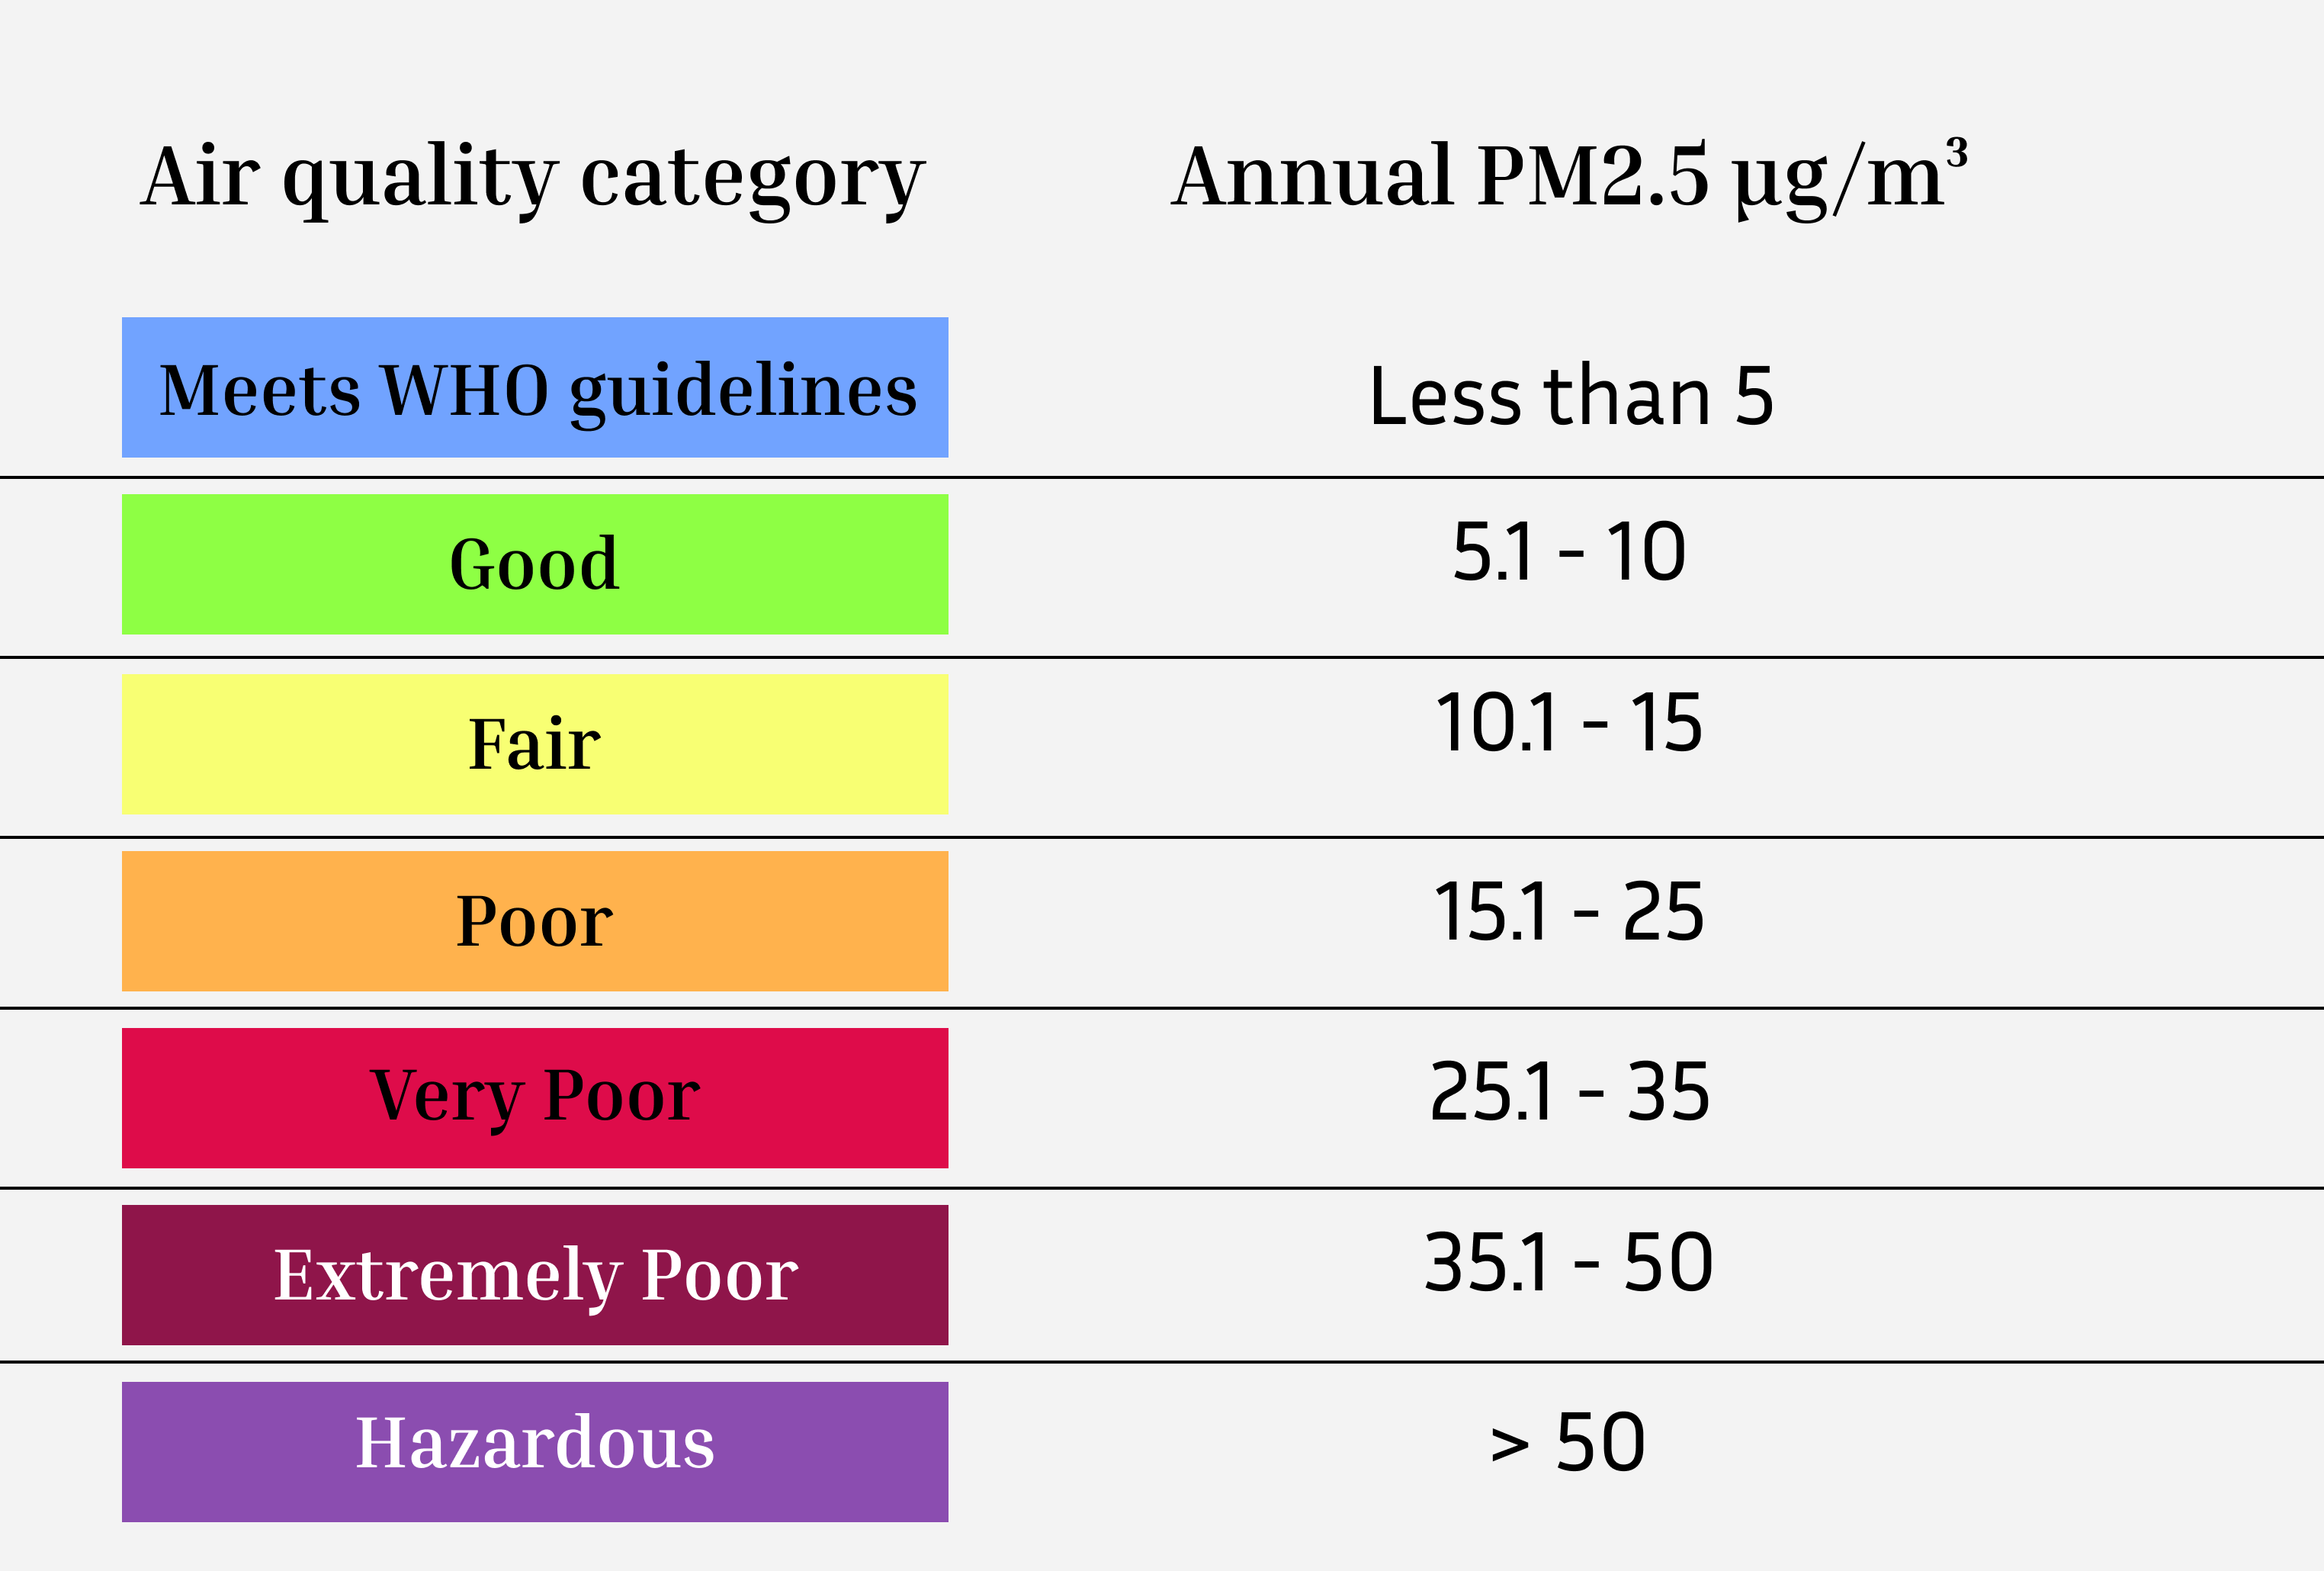 Air quality category Annual PM2.5 µg/m³
Meets WHO guidelines Less than 5
Good 5.1 - 10
Fair 10.1 - 15
Poor 15.1 - 25
Very Poor 25.1 - 35
Extremely Poor 35.1 - 50
Hazardous > 50